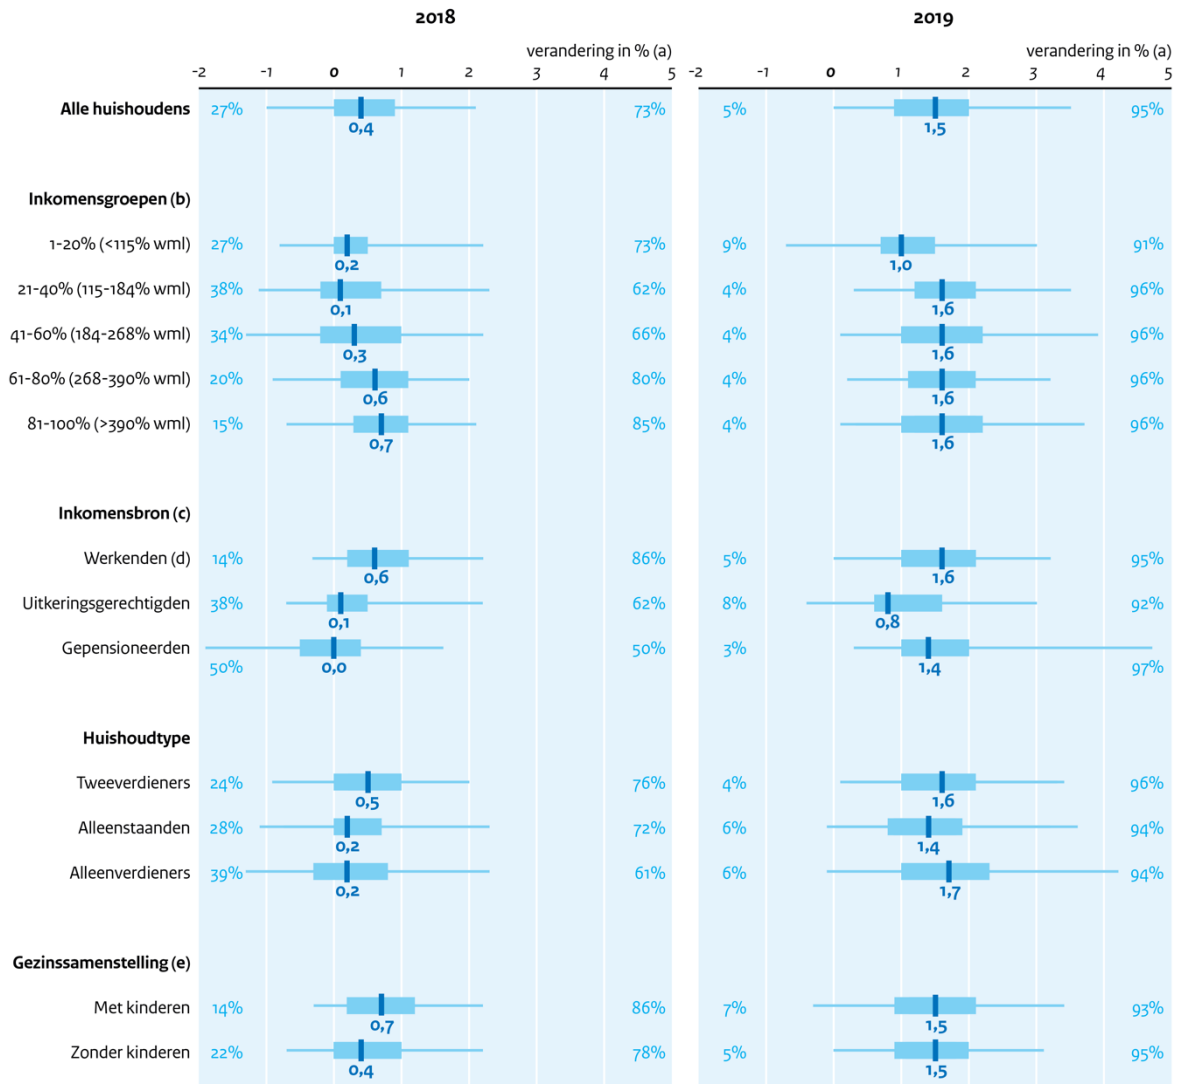 2018 2019
verandering in % (a) verandering in % (a)
-2 -1 0 1 2 3 4 5 -2 -1 0 1 2 3 4 5
Alle huishoudens 27% 73% 5% 95%
0,4 1,5
Inkomensgroepen (b)
1-20% (<115% wml) 27% 73% 9% 91%
0,2 1,0
21-40% (115-184% wml) 38% 62% 4% 96%
0,1 1,6
41-60% (184-268% wml) 34% 66% 4% 96%
0,3 1,6
61-80% (268-390% wml) 20% 80% 4% 96%
0,6 1,6
81-100% (>390% wml) 15% 85% 4% 96%
0,7 1,6
Inkomensbron (c)
Werkenden (d) 14% 86% 5% 95%
0,6 1,6
Uitkeringsgerechtigden 38% 62% 8% 92%
0,1 0,8
Gepensioneerden 50% 3%
50% 0,0 1,4 97%
Huishoudtype
Tweeverdieners 24% 76% 4% 96%
0,5 1,6
Alleenstaanden 28% 72% 6% 94%
0,2 1,4
Alleenverdieners 39% 61% 6% 94%
0,2 1,7
Gezinssamenstelling (e)
Met kinderen 14% 86% 7% 93%
0,7 1,5
Zonder kinderen 22% 78% 5% 95%
0,4 1,5